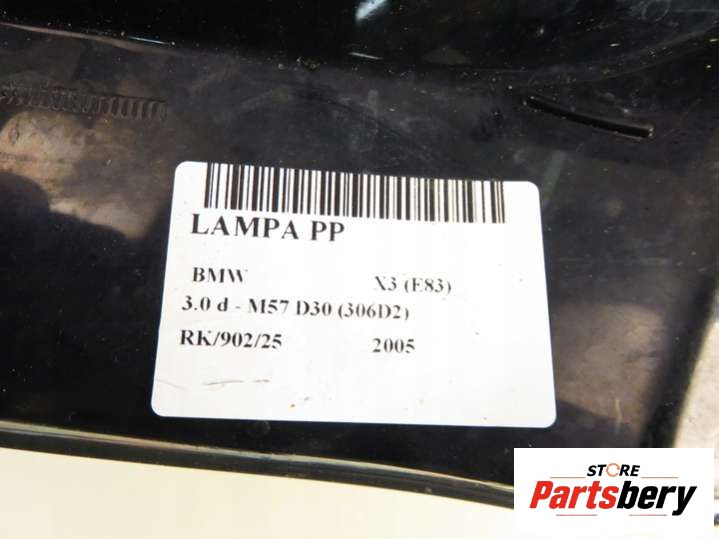 LAMPA PP
BMW X3 (E83)
3.0 d - M57 D30 (306D2)
RK/902/25 2005
STORE
Partsbery